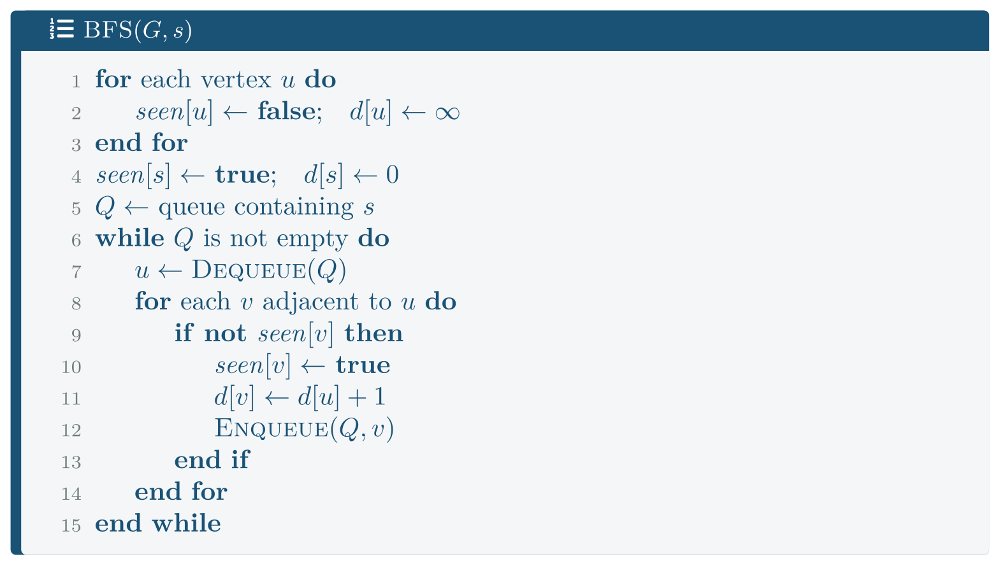 BFS(G, s)
1 for each vertex u do
2 seen[u] ← false; d[u] ← ∞
3 end for
4 seen[s] ← true; d[s] ← 0
5 Q ← queue containing s
6 while Q is not empty do
7 u ← DEQUEUE(Q)
8 for each v adjacent to u do
9 if not seen[v] then
10 seen[v] ← true
11 d[v] ← d[u] + 1
12 ENQUEUE(Q, v)
13 end if
14 end for
15 end while